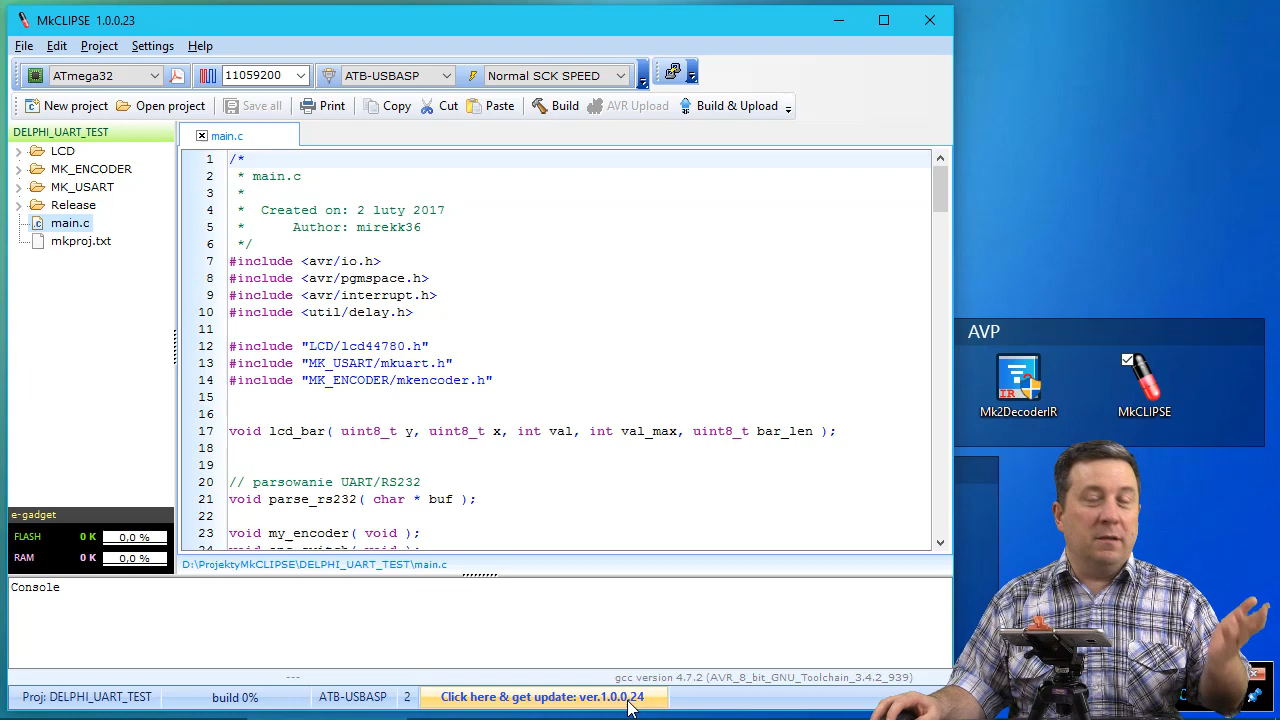 MkCLIPSE 1.0.0.23
File Edit Project Settings Help
ATmega32 11059200 ATB-USBASP Normal SCK SPEED
New project Open project Save all Print Copy Cut Paste Build AVR Upload Build & Upload
DELPHI_UART_TEST
LCD
MK_ENCODER
MK_USART
Release
main.c
mkproj.txt
main.c
1 /*
2 * main.c
3 *
4 * Created on: 2 luty 2017
5 * Author: mirekk36
6 */
7 #include <avr/io.h>
8 #include <avr/pgmspace.h>
9 #include <avr/interrupt.h>
10 #include <util/delay.h>
11
12 #include "LCD/lcd44780.h"
13 #include "MK_USART/mkuart.h"
14 #include "MK_ENCODER/mkencoder.h"
15
16
17 void lcd_bar( uint8_t y, uint8_t x, int val, int val_max, uint8_t bar_len );
18
19
20 // parsowanie UART/RS232
21 void parse_rs232( char * buf );
22
23 void my_encoder( void );
e-gadget
FLASH 0 K 0,0 %
RAM 0 K 0,0 %
D:\ProjektyMkCLIPSE\DELPHI_UART_TEST\main.c
Console
--- gcc version 4.7.2 (AVR_8_bit_GNU_Toolchain_3.4.2_939)
Proj: DELPHI_UART_TEST build 0% ATB-USBASP 2 Click here & get update: ver.1.0.0.24
AVP
IR
Mk2DecoderIR MkCLIPSE